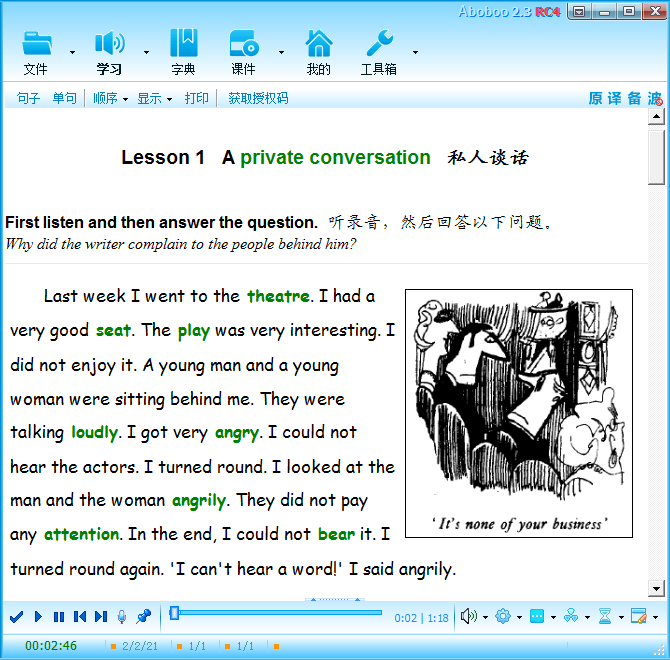 Aboboo 2.3 RC4
文件 学习 字典 课件 我的 工具箱
句子 单句 顺序 显示 打印 获取授权码 原 译 备 波
Lesson 1 A private conversation 私人谈话
First listen and then answer the question. 听录音，然后回答以下问题。
Why did the writer complain to the people behind him?
Last week I went to the theatre. I had a
very good seat. The play was very interesting. I
did not enjoy it. A young man and a young
woman were sitting behind me. They were
talking loudly. I got very angry. I could not
hear the actors. I turned round. I looked at the
man and the woman angrily. They did not pay
any attention. In the end, I could not bear it. I
turned round again. 'I can't hear a word!' I said angrily.
'It's none of your business'
0:02 | 1:18
00:02:46 2/2/21 1/1 1/1